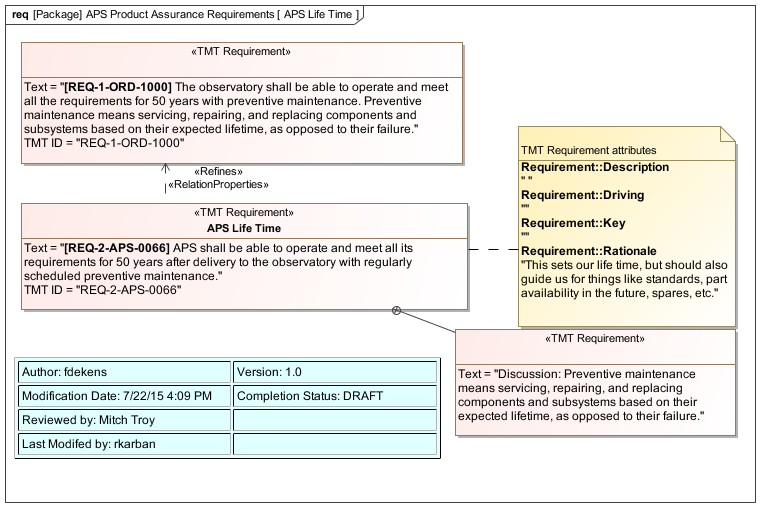 req [Package] APS Product Assurance Requirements [ APS Life Time ]
«TMT Requirement»
Text = "[REQ-1-ORD-1000] The observatory shall be able to operate and meet
all the requirements for 50 years with preventive maintenance. Preventive
maintenance means servicing, repairing, and replacing components and
subsystems based on their expected lifetime, as opposed to their failure."
TMT ID = "REQ-1-ORD-1000"
«Refines»
«RelationProperties»
«TMT Requirement»
APS Life Time
Text = "[REQ-2-APS-0066] APS shall be able to operate and meet all its
requirements for 50 years after delivery to the observatory with regularly
scheduled preventive maintenance."
TMT ID = "REQ-2-APS-0066"
TMT Requirement attributes
Requirement::Description
" "
Requirement::Driving
""
Requirement::Key
""
Requirement::Rationale
"This sets our life time, but should also
guide us for things like standards, part
availability in the future, spares, etc."
«TMT Requirement»
Text = "Discussion: Preventive maintenance
means servicing, repairing, and replacing
components and subsystems based on their
expected lifetime, as opposed to their failure."
Author: fdekens
Version: 1.0
Modification Date: 7/22/15 4:09 PM
Completion Status: DRAFT
Reviewed by: Mitch Troy
Last Modifed by: rkarban